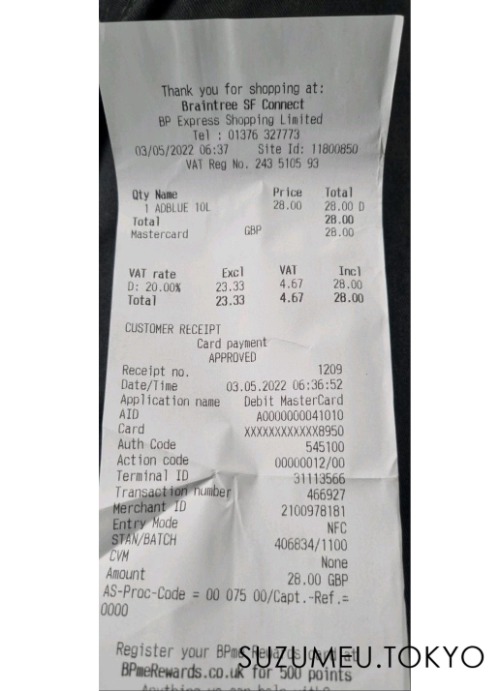 Thank you for shopping at:
Braintree SF Connect
BP Express Shopping Limited
Tel : 01376 327773
03/05/2022 06:37 Site Id: 11800850
VAT Reg No. 243 5105 93
Qty Name Price Total
1 ADBLUE 10L 28.00 28.00 D
Total 28.00
Mastercard GBP 28.00
VAT rate Excl VAT Incl
D: 20.00% 23.33 4.67 28.00
Total 23.33 4.67 28.00
CUSTOMER RECEIPT
Card payment
APPROVED
Receipt no. 1209
Date/Time 03.05.2022 06:36:52
Application name Debit MasterCard
AID A0000000041010
Card XXXXXXXXXXXX8950
Auth Code 545100
Action code 00000012/00
Terminal ID 31113566
Transaction number 466927
Merchant ID 2100978181
Entry Mode NFC
STAN/BATCH 406834/1100
CVM None
Amount 28.00 GBP
AS-Proc-Code = 00 075 00/Capt.-Ref.=
0000
Register your BPme
SUZUMEU.TOKYO
BPmeRewards.co.uk for 500 points